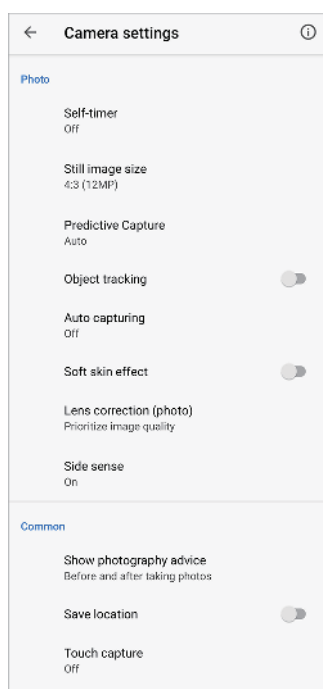 Camera settings
Photo
Self-timer
Off
Still image size
4:3 (12MP)
Predictive Capture
Auto
Object tracking
Auto capturing
Off
Soft skin effect
Lens correction (photo)
Prioritize image quality
Side sense
On
Common
Show photography advice
Before and after taking photos
Save location
Touch capture
Off